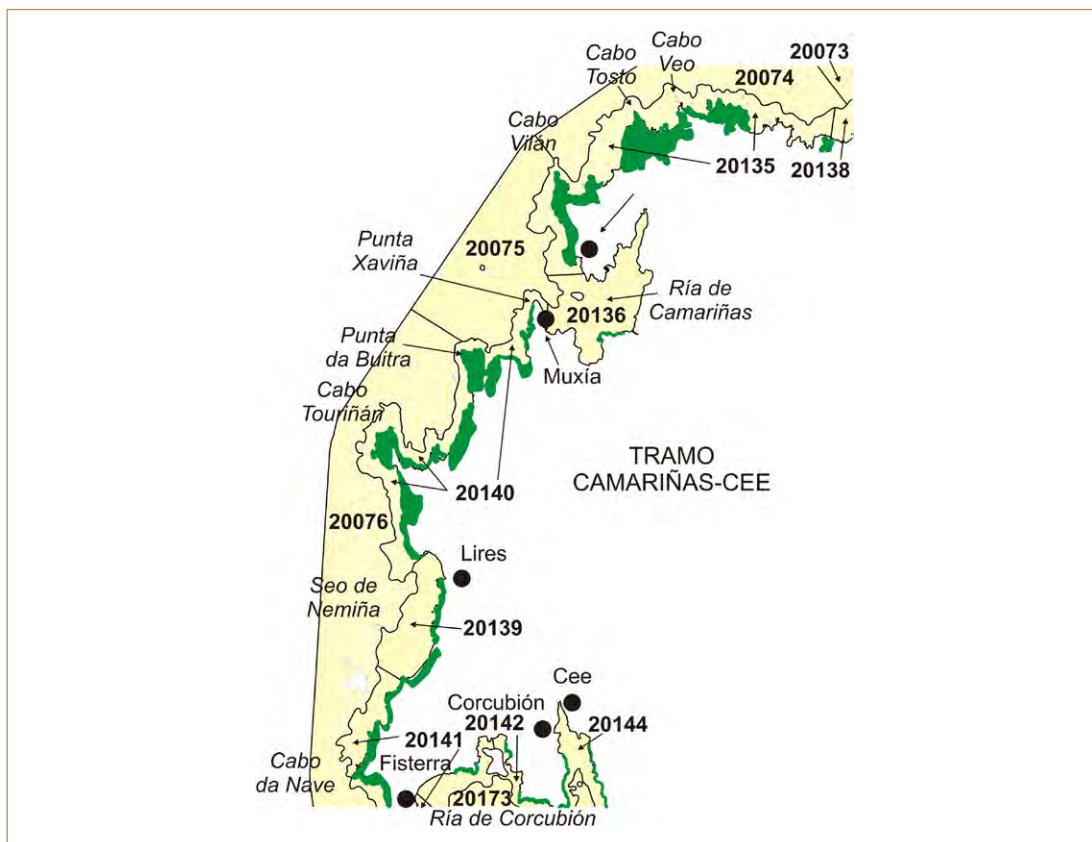 Cabo
Tosto
Cabo
Veo
20073
20074
Cabo
Vilán
20135
20138
Punta
Xaviña
20075
Ría de
Camariñas
20136
Punta
da Buitra
Muxía
Cabo
Touriñán
TRAMO
CAMARIÑAS-CEE
20140
20076
Lires
Seo de
Nemiña
20139
Cee
Corcubión
20142
20144
20141
Fisterra
Cabo
da Nave
20173
Ría de Corcubión